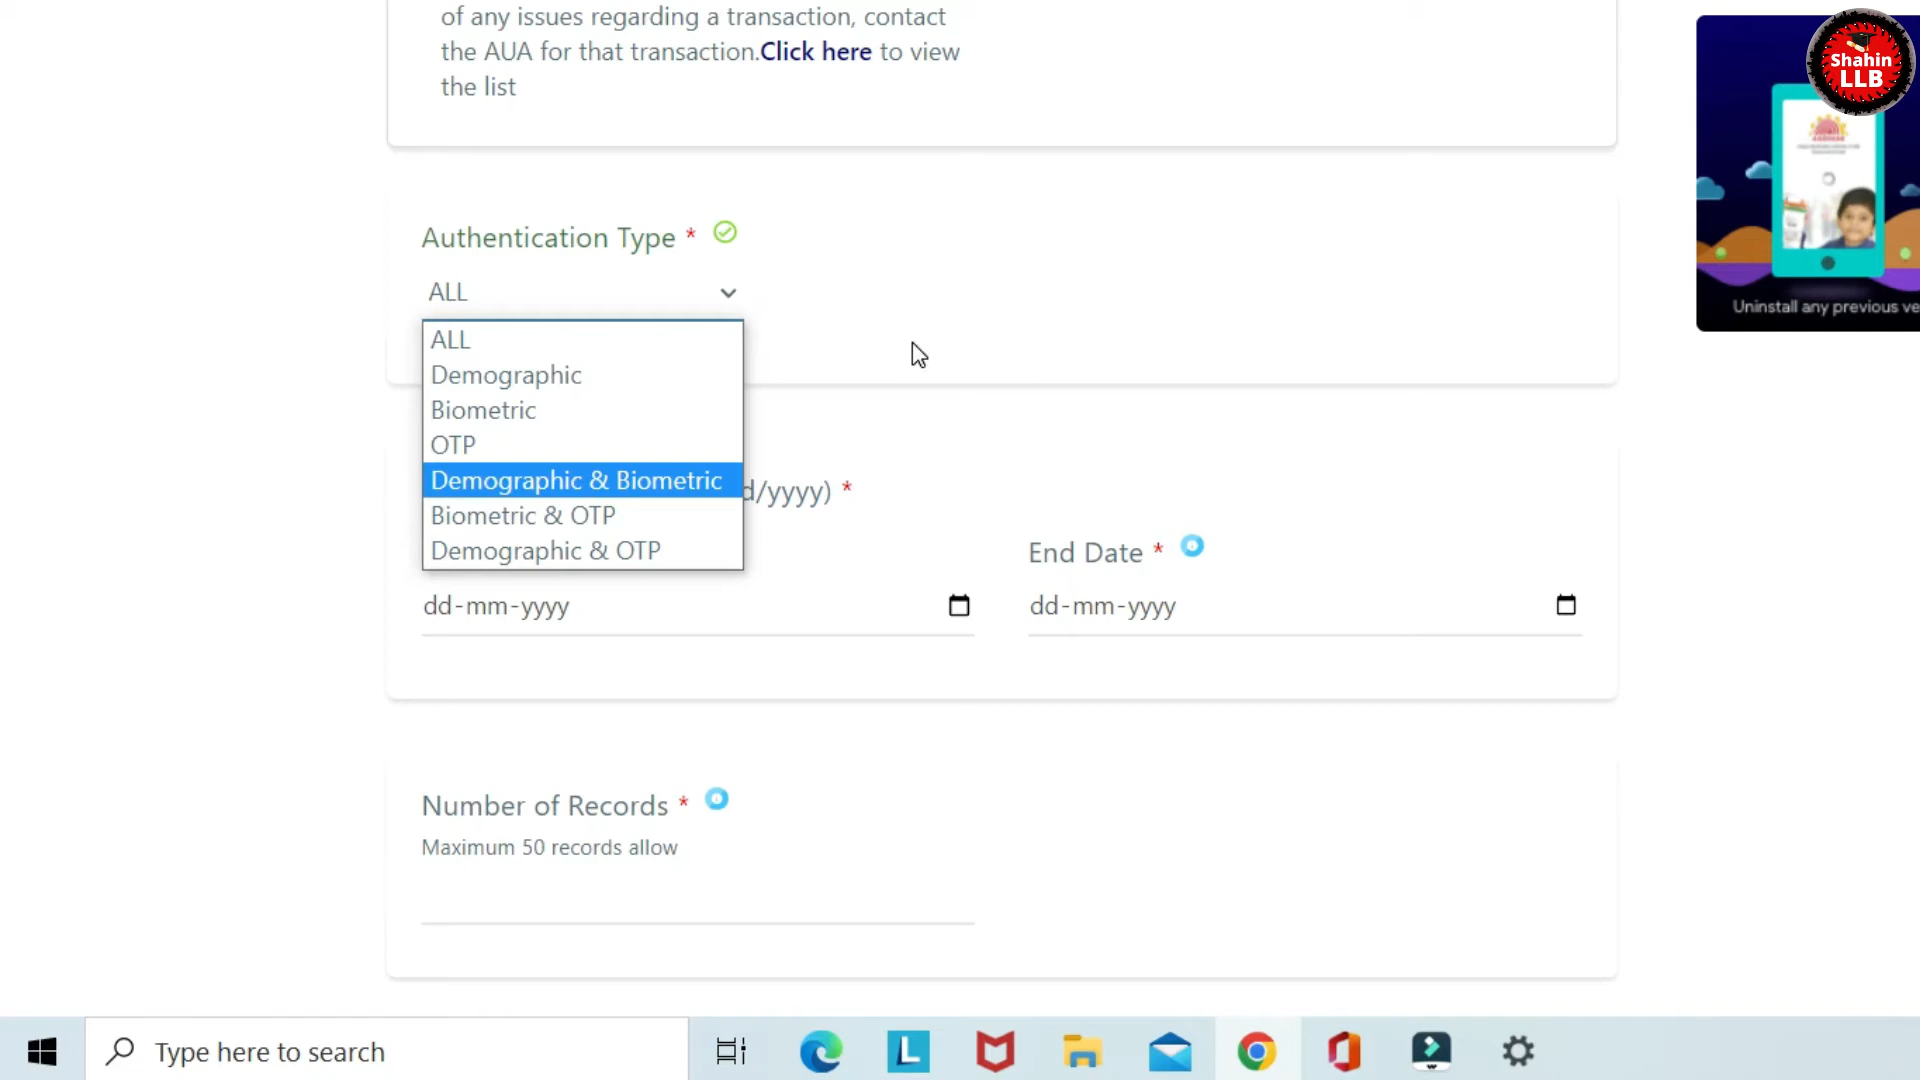 of any issues regarding a transaction, contact
the AUA for that transaction.Click here to view
the list
Shahin
LLB
Uninstall any previous ve
Authentication Type *
ALL
ALL
Demographic
Biometric
OTP
Demographic & Biometric
Biometric & OTP
Demographic & OTP
d/yyyy) *
End Date *
dd-mm-yyyy
dd-mm-yyyy
Number of Records *
Maximum 50 records allow
Type here to search